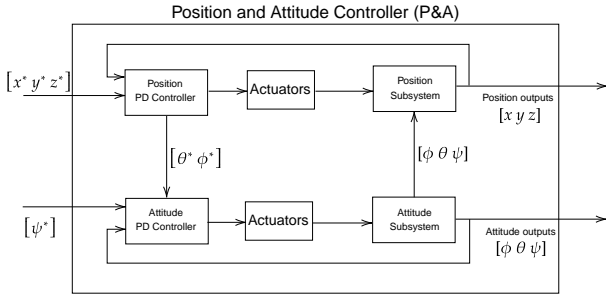 Position and Attitude Controller (P&A)
[x* y* z*]
Position
PD Controller
Actuators
Position
Subsystem
Position outputs
[x y z]
[θ* ϕ*]
[ϕ θ ψ]
[ψ*]
Attitude
PD Controller
Actuators
Attitude
Subsystem
Attitude outputs
[ϕ θ ψ]